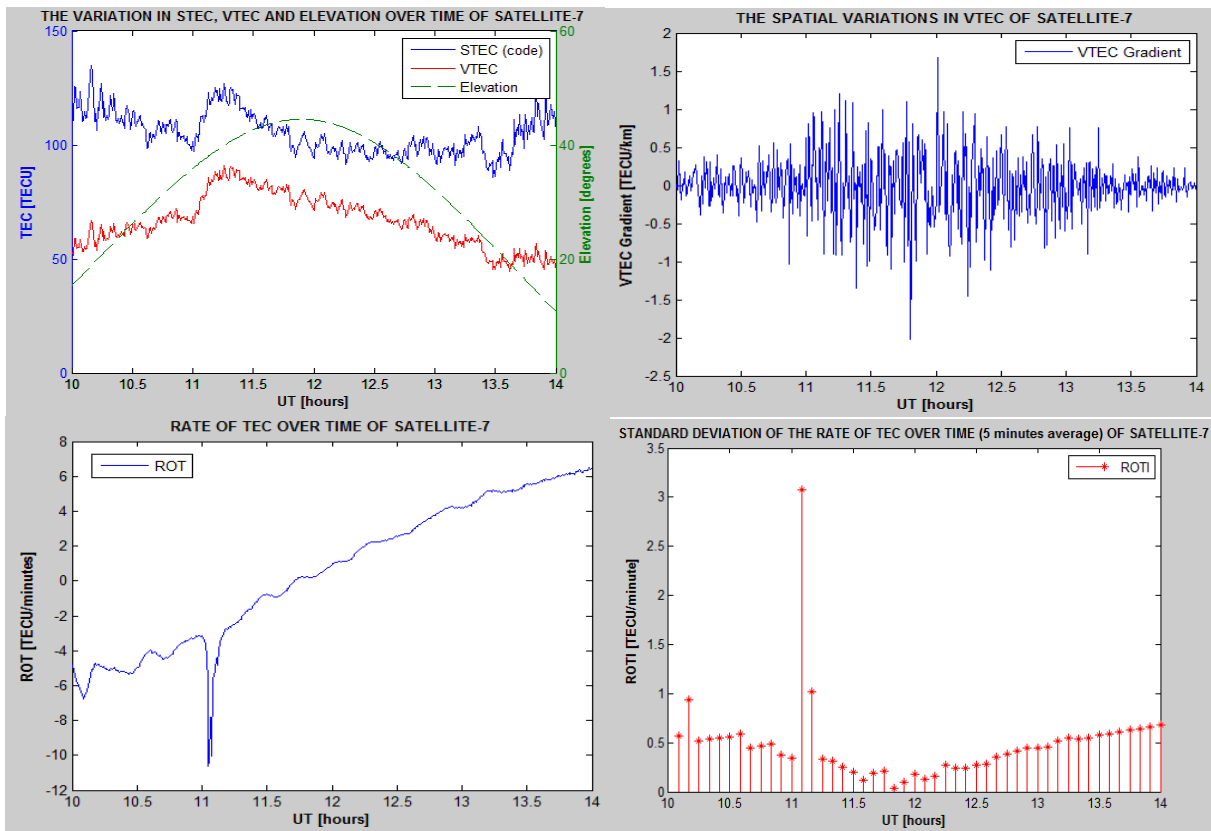 THE VARIATION IN STEC, VTEC AND ELEVATION OVER TIME OF SATELLITE-7
150
100
50
0
TEC [TECU]
STEC (code)
VTEC
Elevation
60
40
20
0
Elevation [degrees]
10 10.5 11 11.5 12 12.5 13 13.5 14
UT [hours]
THE SPATIAL VARIATIONS IN VTEC OF SATELLITE-7
2
1.5
1
0.5
0
-0.5
-1
-1.5
-2
-2.5
VTEC Gradient [TECU/km]
VTEC Gradient
10 10.5 11 11.5 12 12.5 13 13.5 14
UT [hours]
RATE OF TEC OVER TIME OF SATELLITE-7
8
6
4
2
0
-2
-4
-6
-8
-10
-12
ROT [TECU/minutes]
ROT
10 10.5 11 11.5 12 12.5 13 13.5 14
UT [hours]
STANDARD DEVIATION OF THE RATE OF TEC OVER TIME (5 minutes average) OF SATELLITE-7
3.5
3
2.5
2
1.5
1
0.5
0
ROTI [TECU/minute]
ROTI
10 10.5 11 11.5 12 12.5 13 13.5 14
UT [hours]